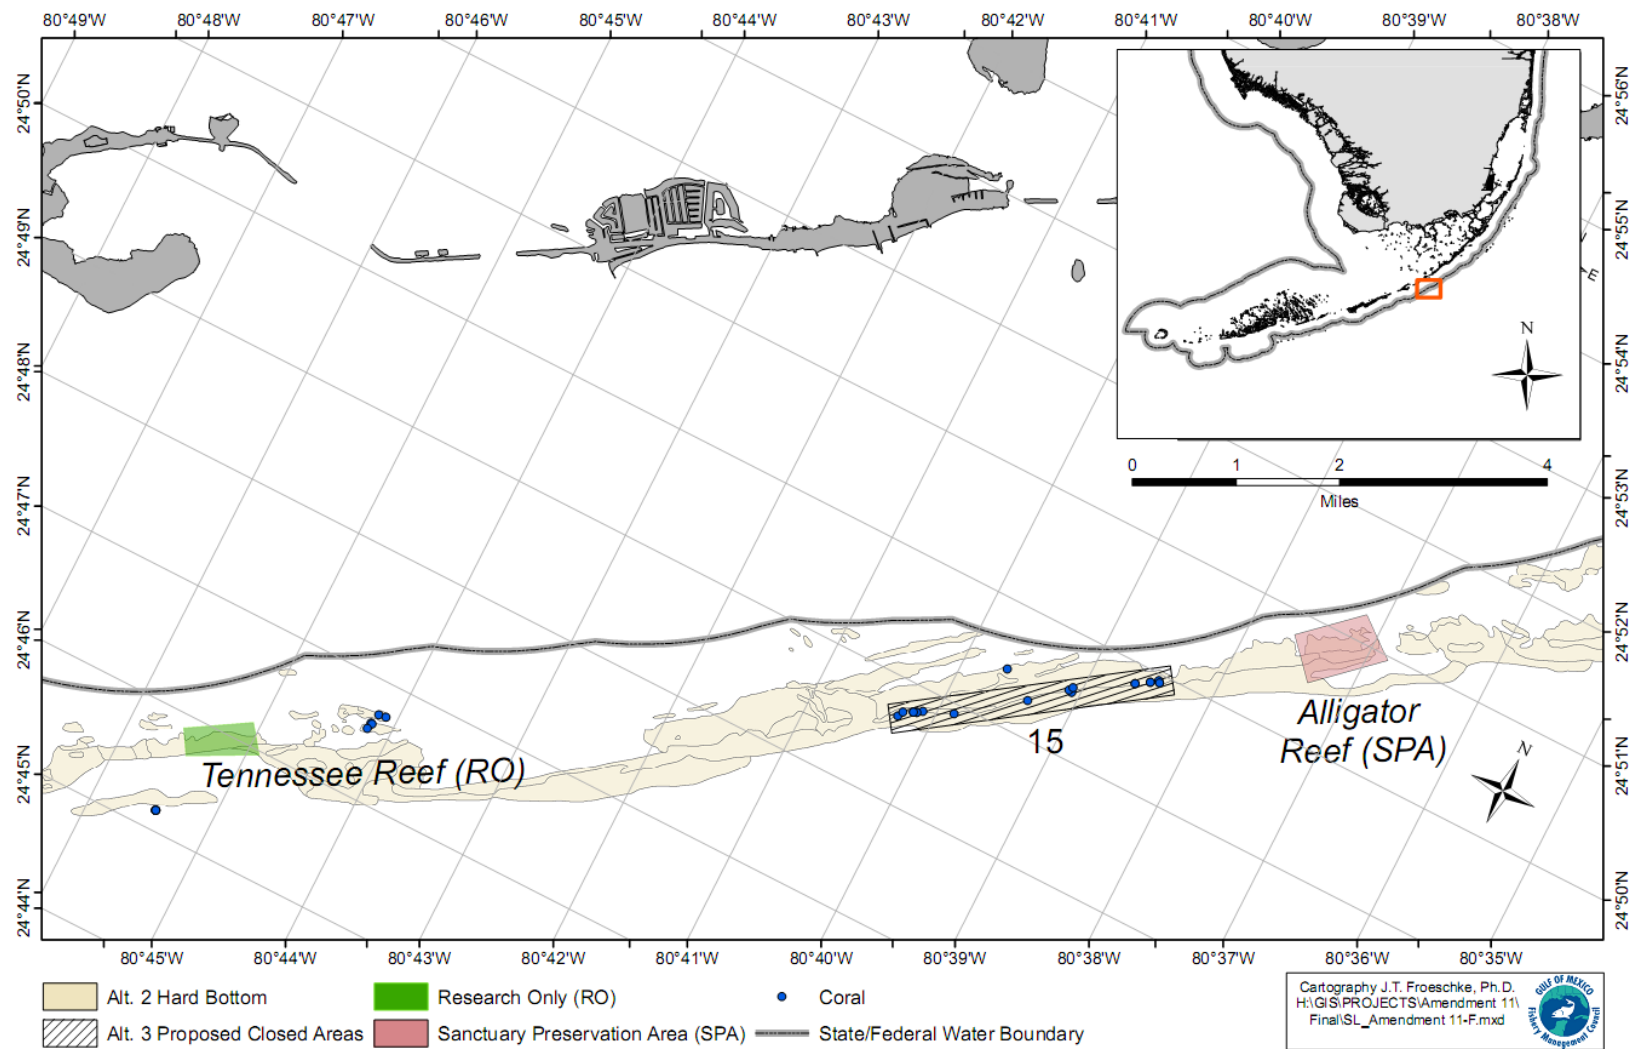 80°49'W 80°48'W 80°47'W 80°46'W 80°45'W 80°44'W 80°43'W 80°42'W 80°41'W 80°40'W 80°39'W 80°38'W
24°50'N
24°49'N
24°48'N
24°47'N
24°46'N
24°45'N
24°44'N
24°56'N
24°55'N
24°54'N
24°53'N
24°52'N
24°51'N
24°50'N
E
N
0 1 2 4
Miles
15
Alligator
Reef (SPA)
Tennessee Reef (RO)
N
80°45'W 80°44'W 80°43'W 80°42'W 80°41'W 80°40'W 80°39'W 80°38'W 80°37'W 80°36'W 80°35'W
Alt. 2 Hard Bottom
Research Only (RO)
Coral
Alt. 3 Proposed Closed Areas
Sanctuary Preservation Area (SPA)
State/Federal Water Boundary
Cartography J.T. Froeschke, Ph.D.
H:\GIS\PROJECTS\Amendment 11\
Final\SL_Amendment 11-F.mxd
GULF OF MEXICO
Fishery Management Council